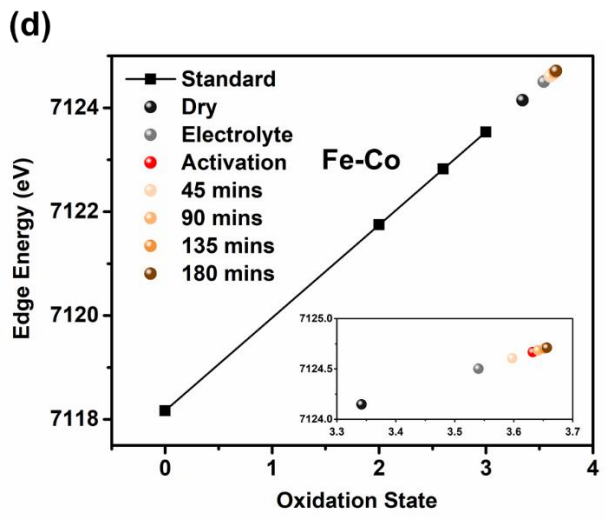 (d)
Edge Energy (eV)
7124
7122
7120
7118
Standard
Dry
Electrolyte
Activation
45 mins
90 mins
135 mins
180 mins
Fe-Co
7125.0
7124.5
7124.0
3.3 3.4 3.5 3.6 3.7
0 1 2 3 4
Oxidation State